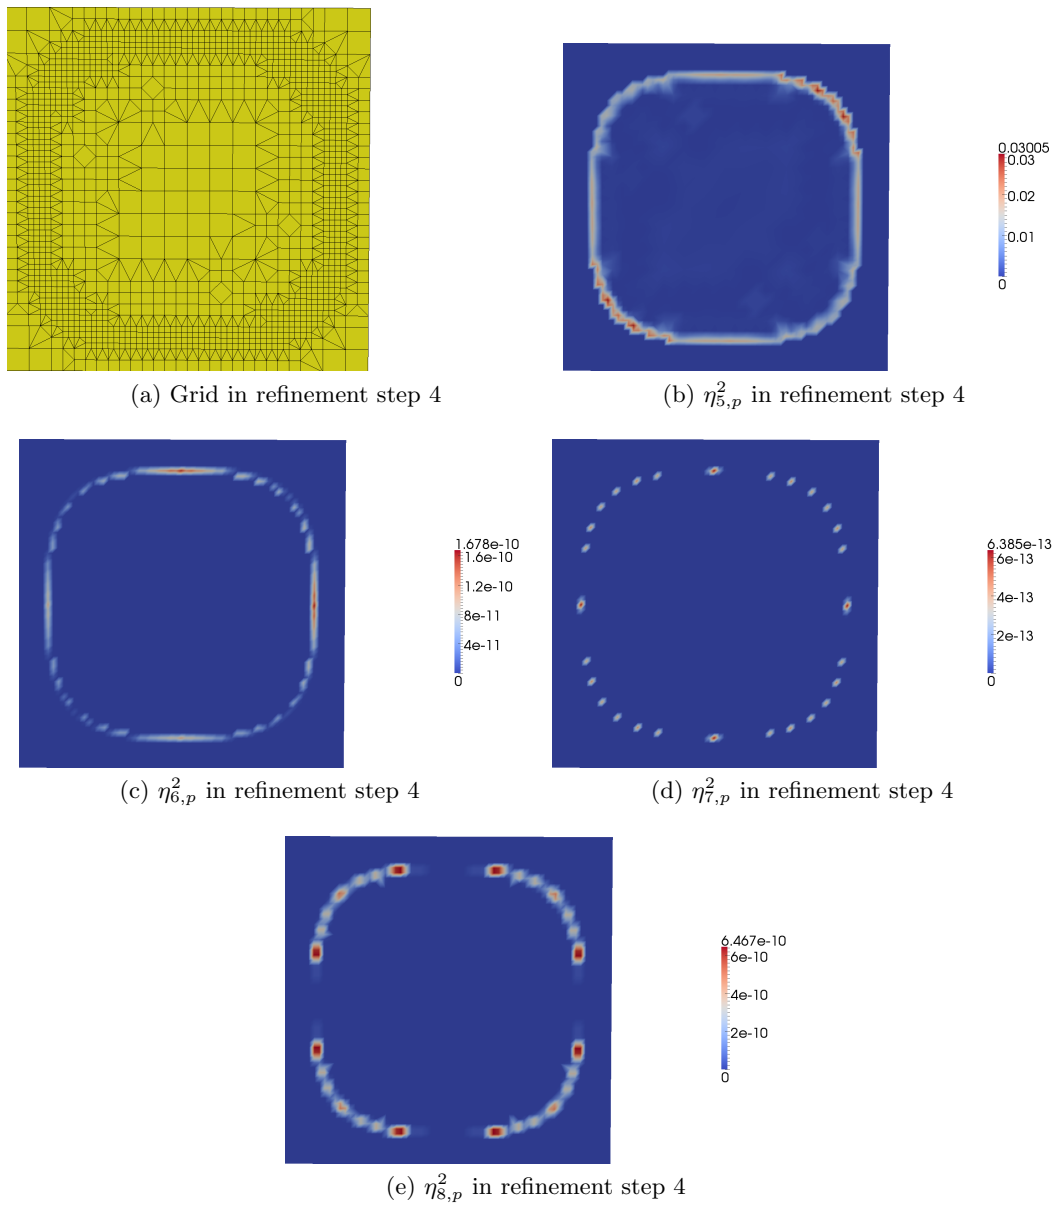 (a) Grid in refinement step 4
0.03005
0.03
0.02
0.01
0
(b) η²₅,ₚ in refinement step 4
1.678e-10
1.6e-10
1.2e-10
8e-11
4e-11
0
(c) η²₆,ₚ in refinement step 4
6.385e-13
6e-13
4e-13
2e-13
0
(d) η²₇,ₚ in refinement step 4
6.467e-10
6e-10
4e-10
2e-10
0
(e) η²₈,ₚ in refinement step 4